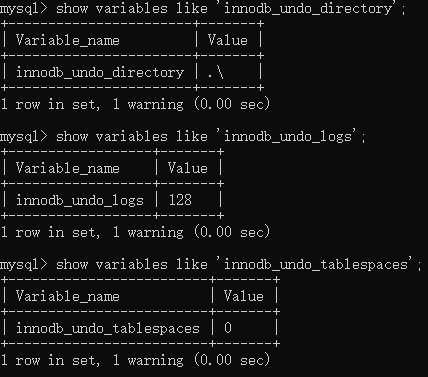 mysql> show variables like 'innodb_undo_directory';
+-----------------------+-------+
| Variable_name         | Value |
+-----------------------+-------+
| innodb_undo_directory | .\    |
+-----------------------+-------+
1 row in set, 1 warning (0.00 sec)
mysql> show variables like 'innodb_undo_logs';
+------------------+-------+
| Variable_name    | Value |
+------------------+-------+
| innodb_undo_logs | 128   |
+------------------+-------+
1 row in set, 1 warning (0.00 sec)
mysql> show variables like 'innodb_undo_tablespaces';
+-------------------------+-------+
| Variable_name           | Value |
+-------------------------+-------+
| innodb_undo_tablespaces | 0     |
+-------------------------+-------+
1 row in set, 1 warning (0.00 sec)